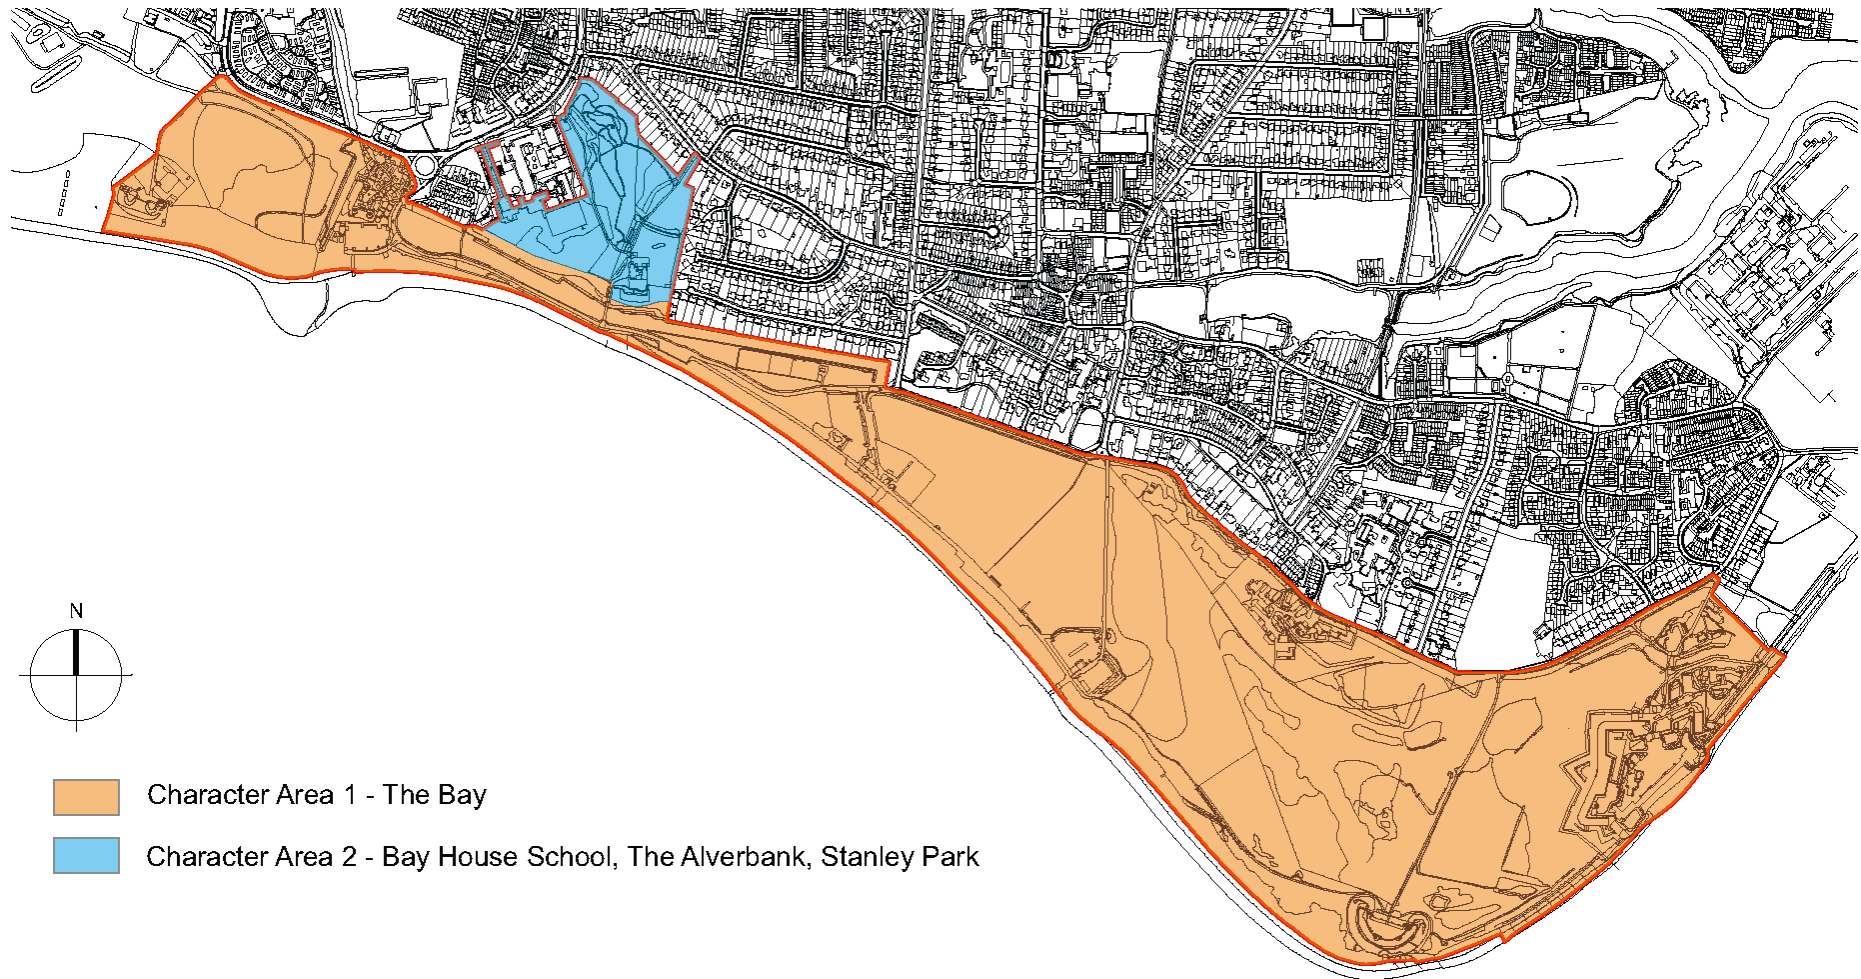 N
Character Area 1 - The Bay
Character Area 2 - Bay House School, The Alverbank, Stanley Park